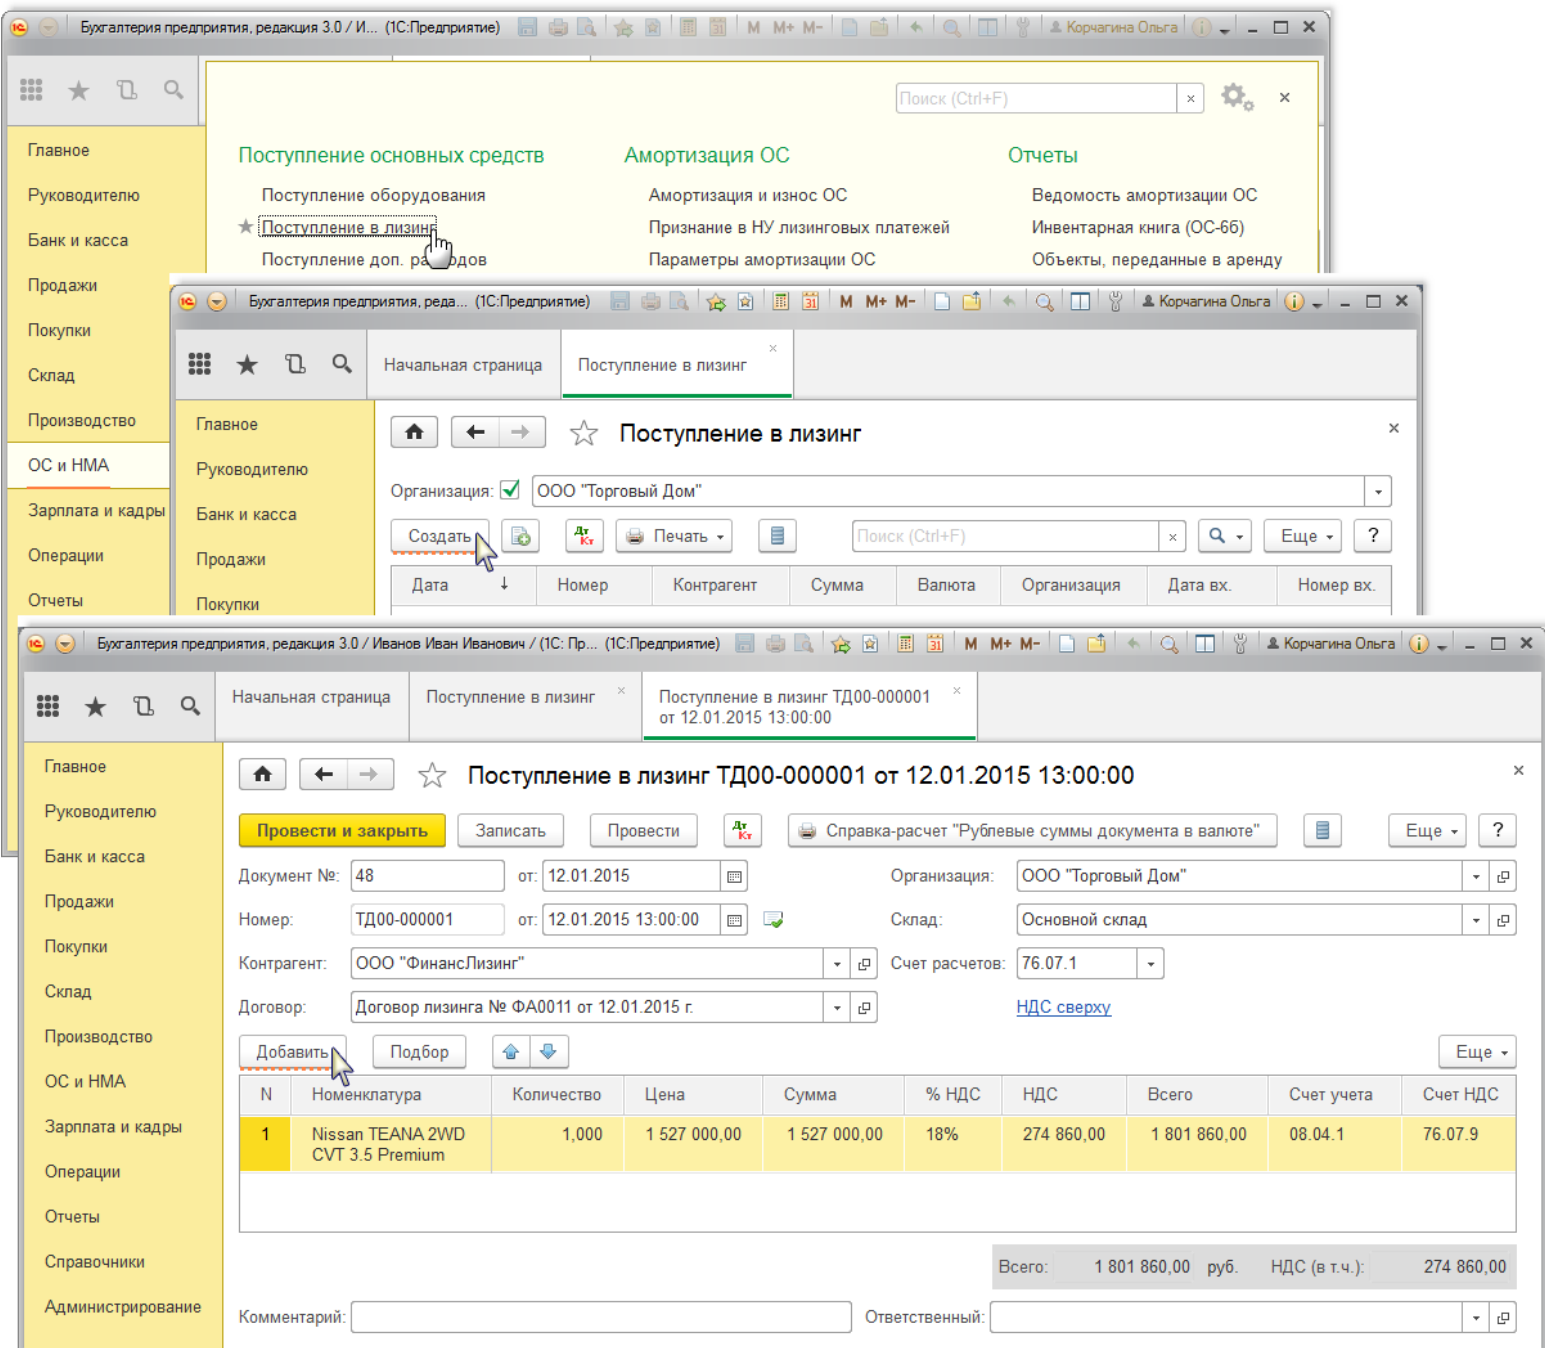 Бухгалтерия предприятия, редакция 3.0 / И... (1С:Предприятие) M M+ M- Корчагина Ольга
Поиск (Ctrl+F)
Главное
Руководителю
Банк и касса
Продажи
Покупки
Склад
Производство
ОС и НМА
Зарплата и кадры
Операции
Отчеты
Поступление основных средств
Поступление оборудования
Поступление в лизинг
Поступление доп. расходов
Амортизация ОС
Амортизация и износ ОС
Признание в НУ лизинговых платежей
Параметры амортизации ОС
Отчеты
Ведомость амортизации ОС
Инвентарная книга (ОС-6б)
Объекты, переданные в аренду
Бухгалтерия предприятия, реда... (1С:Предприятие) 31 M M+ M- Корчагина Ольга
Начальная страница Поступление в лизинг
Главное
Руководителю
Банк и касса
Продажи
Покупки
Поступление в лизинг
Организация: ООО "Торговый Дом"
Создать Дт Кт Печать Поиск (Ctrl+F) Еще ?
Дата ↓ Номер Контрагент Сумма Валюта Организация Дата вх. Номер вх.
Бухгалтерия предприятия, редакция 3.0 / Иванов Иван Иванович / (1С: Пр... (1С:Предприятие) 31 M M+ M- Корчагина Ольга
Начальная страница Поступление в лизинг Поступление в лизинг ТД00-000001
от 12.01.2015 13:00:00
Главное
Руководителю
Банк и касса
Продажи
Покупки
Склад
Производство
ОС и НМА
Зарплата и кадры
Операции
Отчеты
Справочники
Администрирование
Поступление в лизинг ТД00-000001 от 12.01.2015 13:00:00
Провести и закрыть Записать Провести Дт Кт Справка-расчет "Рублевые суммы документа в валюте" Еще ?
Документ №: 48 от: 12.01.2015 Организация: ООО "Торговый Дом"
Номер: ТД00-000001 от: 12.01.2015 13:00:00 Склад: Основной склад
Контрагент: ООО "ФинансЛизинг" Счет расчетов: 76.07.1
Договор: Договор лизинга № ФА0011 от 12.01.2015 г. НДС сверху
Добавить Подбор Еще
N Номенклатура Количество Цена Сумма % НДС НДС Всего Счет учета Счет НДС
1 Nissan TEANA 2WD 1,000 1 527 000,00 1 527 000,00 18% 274 860,00 1 801 860,00 08.04.1 76.07.9
CVT 3.5 Premium
Всего: 1 801 860,00 руб. НДС (в т.ч.): 274 860,00
Комментарий: Ответственный: